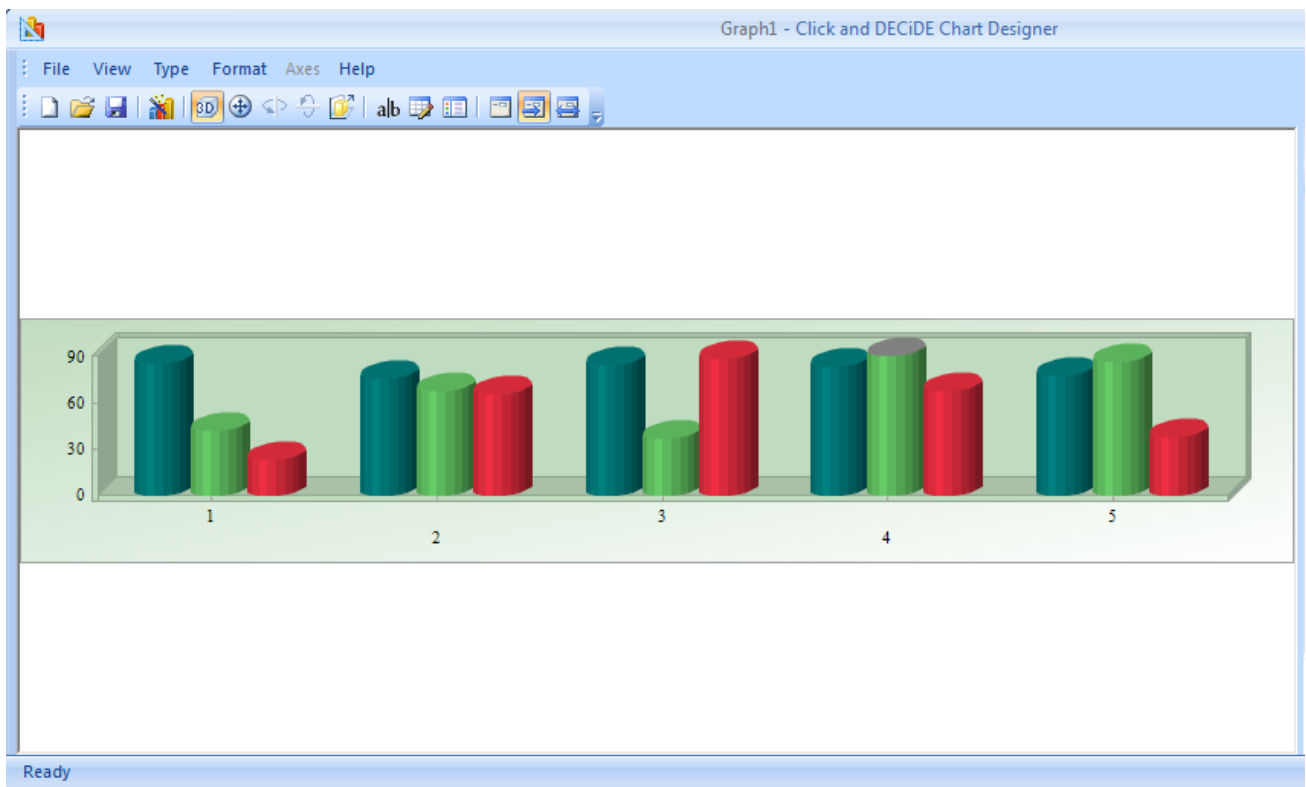 Graph1 - Click and DECiDE Chart Designer
File View Type Format Axes Help
3D a|b
90
60
30
0
1 3 5
2 4
Ready